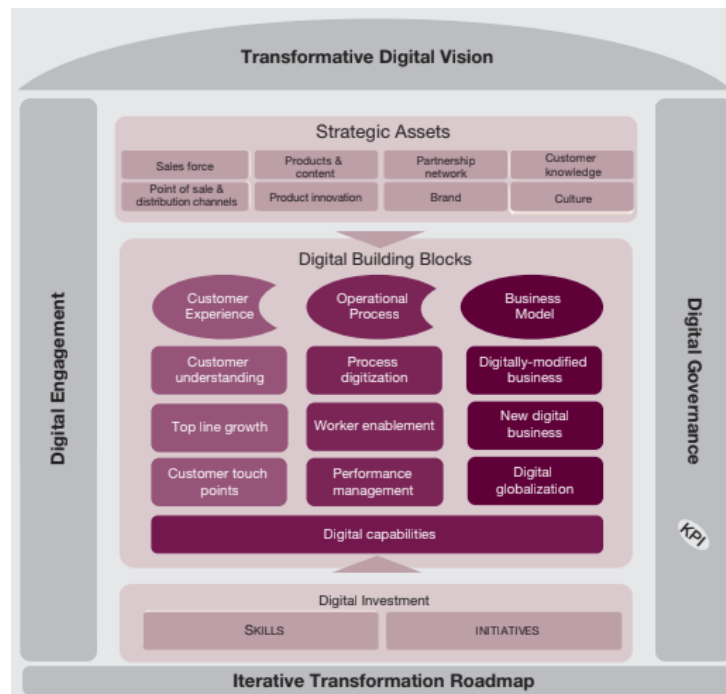 Transformative Digital Vision
Digital Engagement
Strategic Assets
Sales force
Products &
content
Partnership
network
Customer
knowledge
Point of sale &
distribution channels
Product innovation
Brand
Culture
Digital Building Blocks
Customer
Experience
Operational
Process
Business
Model
Customer
understanding
Process
digitization
Digitally-modified
business
Top line growth
Worker enablement
New digital
business
Customer touch
points
Performance
management
Digital
globalization
Digital capabilities
Digital Investment
SKILLS
INITIATIVES
Digital Governance
KPI
Iterative Transformation Roadmap